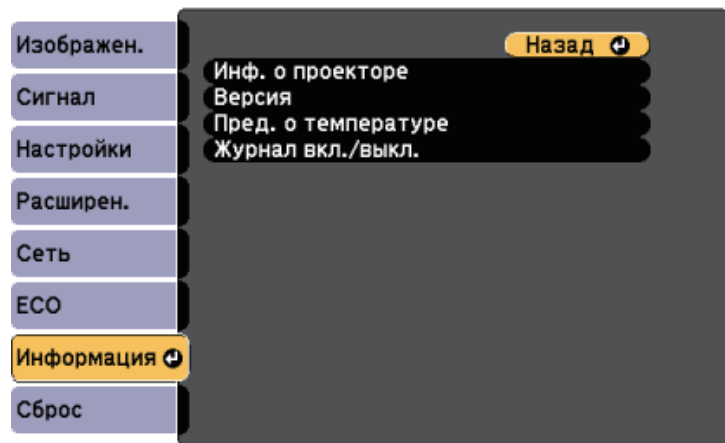 Изображен.
Сигнал
Настройки
Расширен.
Сеть
ECO
Информация
Сброс
Назад
Инф. о проекторе
Версия
Пред. о температуре
Журнал вкл./выкл.